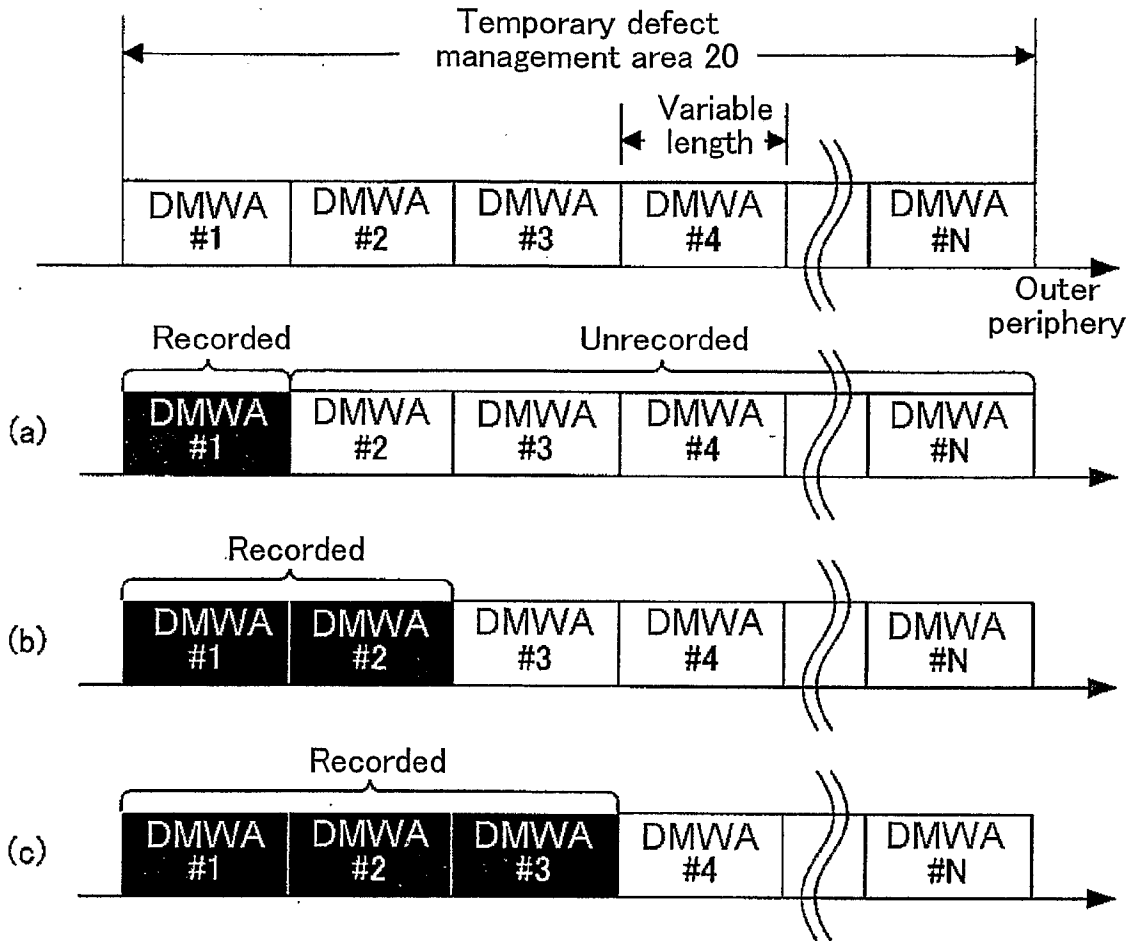 Temporary defect
management area 20
Variable
length
DMWA #1 DMWA #2 DMWA #3 DMWA #4 DMWA #N
Outer
periphery
Recorded Unrecorded
(a) DMWA #1 DMWA #2 DMWA #3 DMWA #4 DMWA #N
Recorded
(b) DMWA #1 DMWA #2 DMWA #3 DMWA #4 DMWA #N
Recorded
(c) DMWA #1 DMWA #2 DMWA #3 DMWA #4 DMWA #N